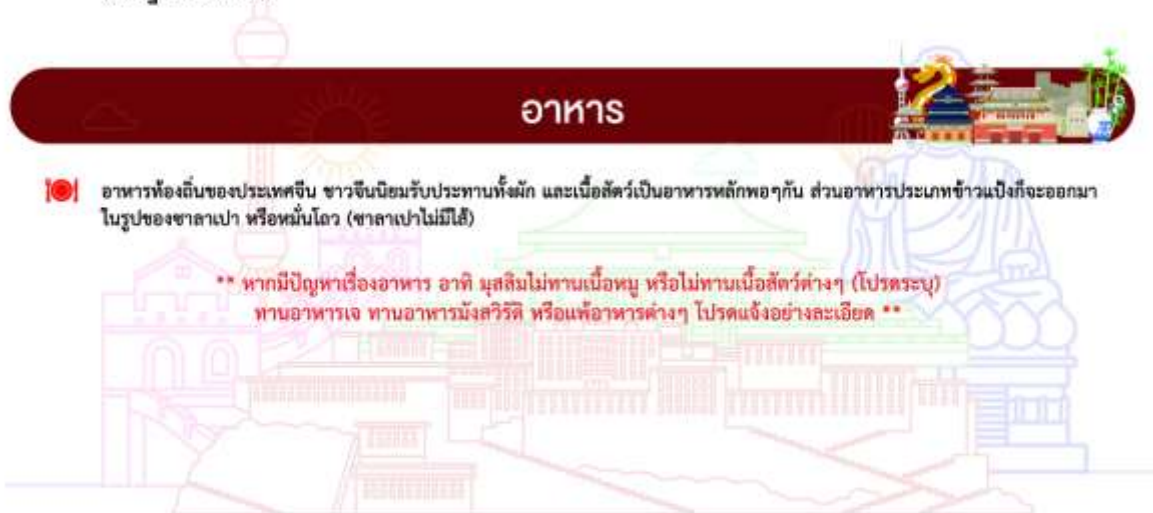 อาหาร
อาหารท้องถิ่นของประเทศจีน ชาวจีนนิยมรับประทานทั้งผัก และเนื้อสัตว์เป็นอาหารหลักพอๆกัน ส่วนอาหารประเภทข้าวแป้งก็จะออกมา
ในรูปของซาลาเปา หรือหมั่นโถว (ซาลาเปาไม่มีไส้)
** หากมีปัญหาเรื่องอาหาร อาทิ มุสลิมไม่ทานเนื้อหมู หรือไม่ทานเนื้อสัตว์ต่างๆ (โปรดระบุ)
ทานอาหารเจ ทานอาหารมังสวิรัติ หรือแพ้อาหารต่างๆ โปรดแจ้งอย่างละเอียด **